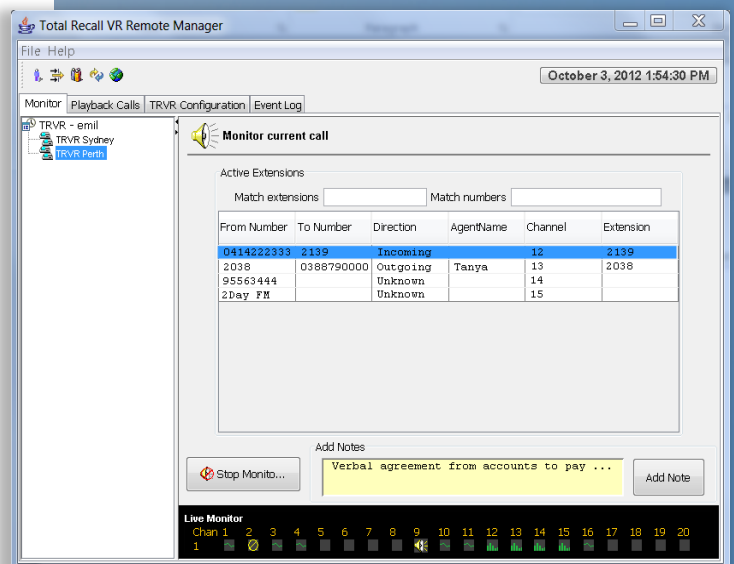 Total Recall VR Remote Manager
File Help
October 3, 2012 1:54:30 PM
Monitor Playback Calls TRVR Configuration Event Log
TRVR - emil
TRVR Sydney
TRVR Perth
Monitor current call
Active Extensions
Match extensions Match numbers
From Number To Number Direction AgentName Channel Extension
0414222333 2139 Incoming 12 2139
2038 0388790000 Outgoing Tanya 13 2038
95563444 Unknown 14
2Day FM Unknown 15
Add Notes
Stop Monito... Verbal agreement from accounts to pay ... Add Note
Live Monitor
Chan 1 2 3 4 5 6 7 8 9 10 11 12 13 14 15 16 17 18 19 20
1